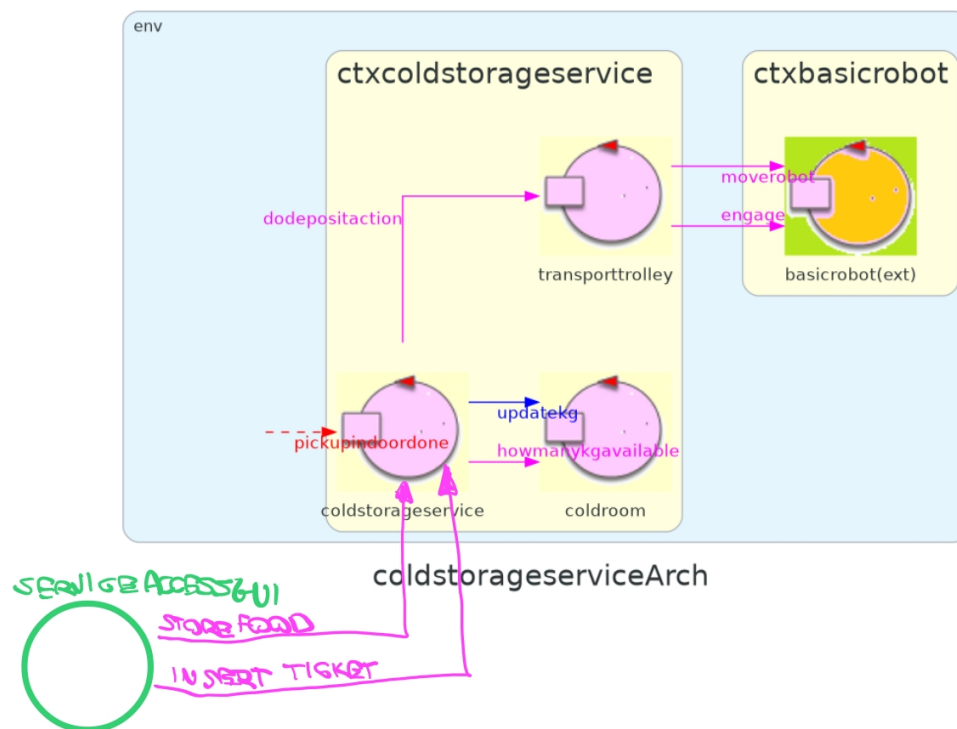 env
ctxcoldstorageservice
ctxbasicrobot
moverobot
dodepositaction
engage
transporttrolley
basicrobot(ext)
updatekg
pickupindoordone
howmanykgavailable
coldstorageservice
coldroom
coldstorageserviceArch
SERVICEACCESSGUI
STORE FOOD
INSERT TICKET